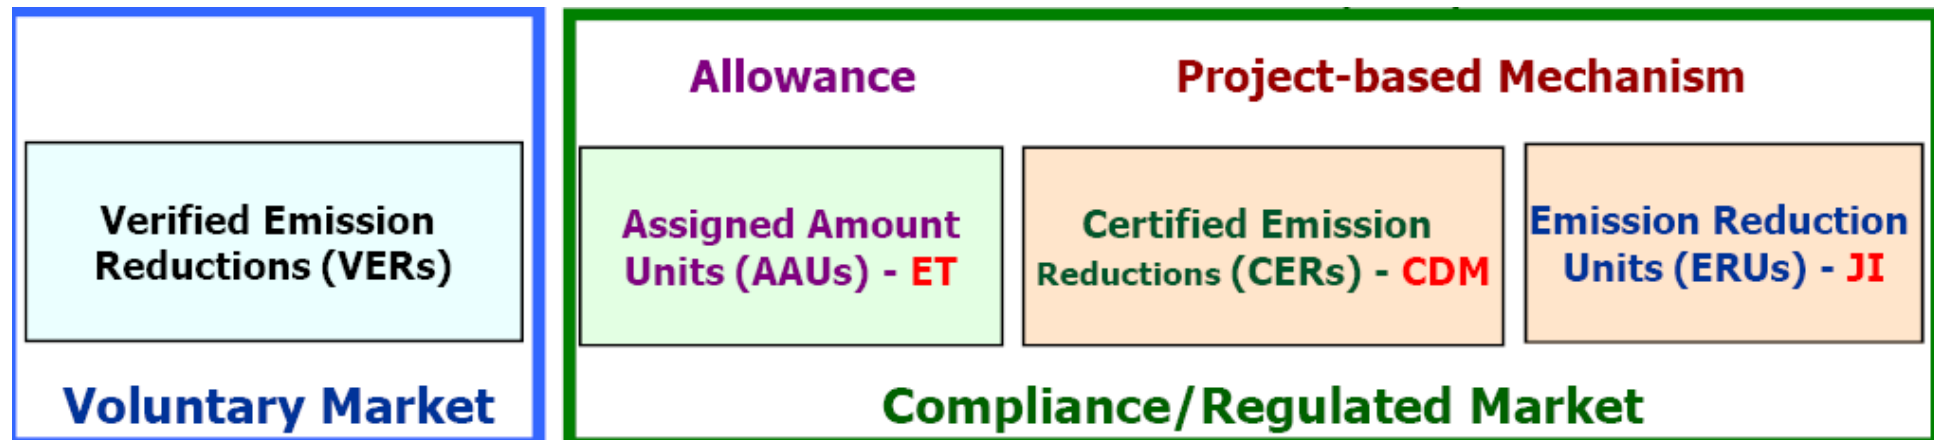 Allowance
Project-based Mechanism
Verified Emission
Reductions (VERs)
Assigned Amount
Units (AAUs) - ET
Certified Emission
Reductions (CERs) - CDM
Emission Reduction
Units (ERUs) - JI
Voluntary Market
Compliance/Regulated Market